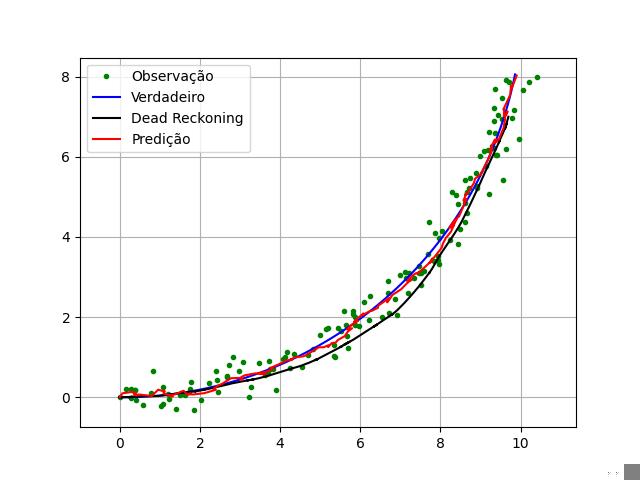 Observação
Verdadeiro
Dead Reckoning
Predição
8
6
4
2
0
0 2 4 6 8 10